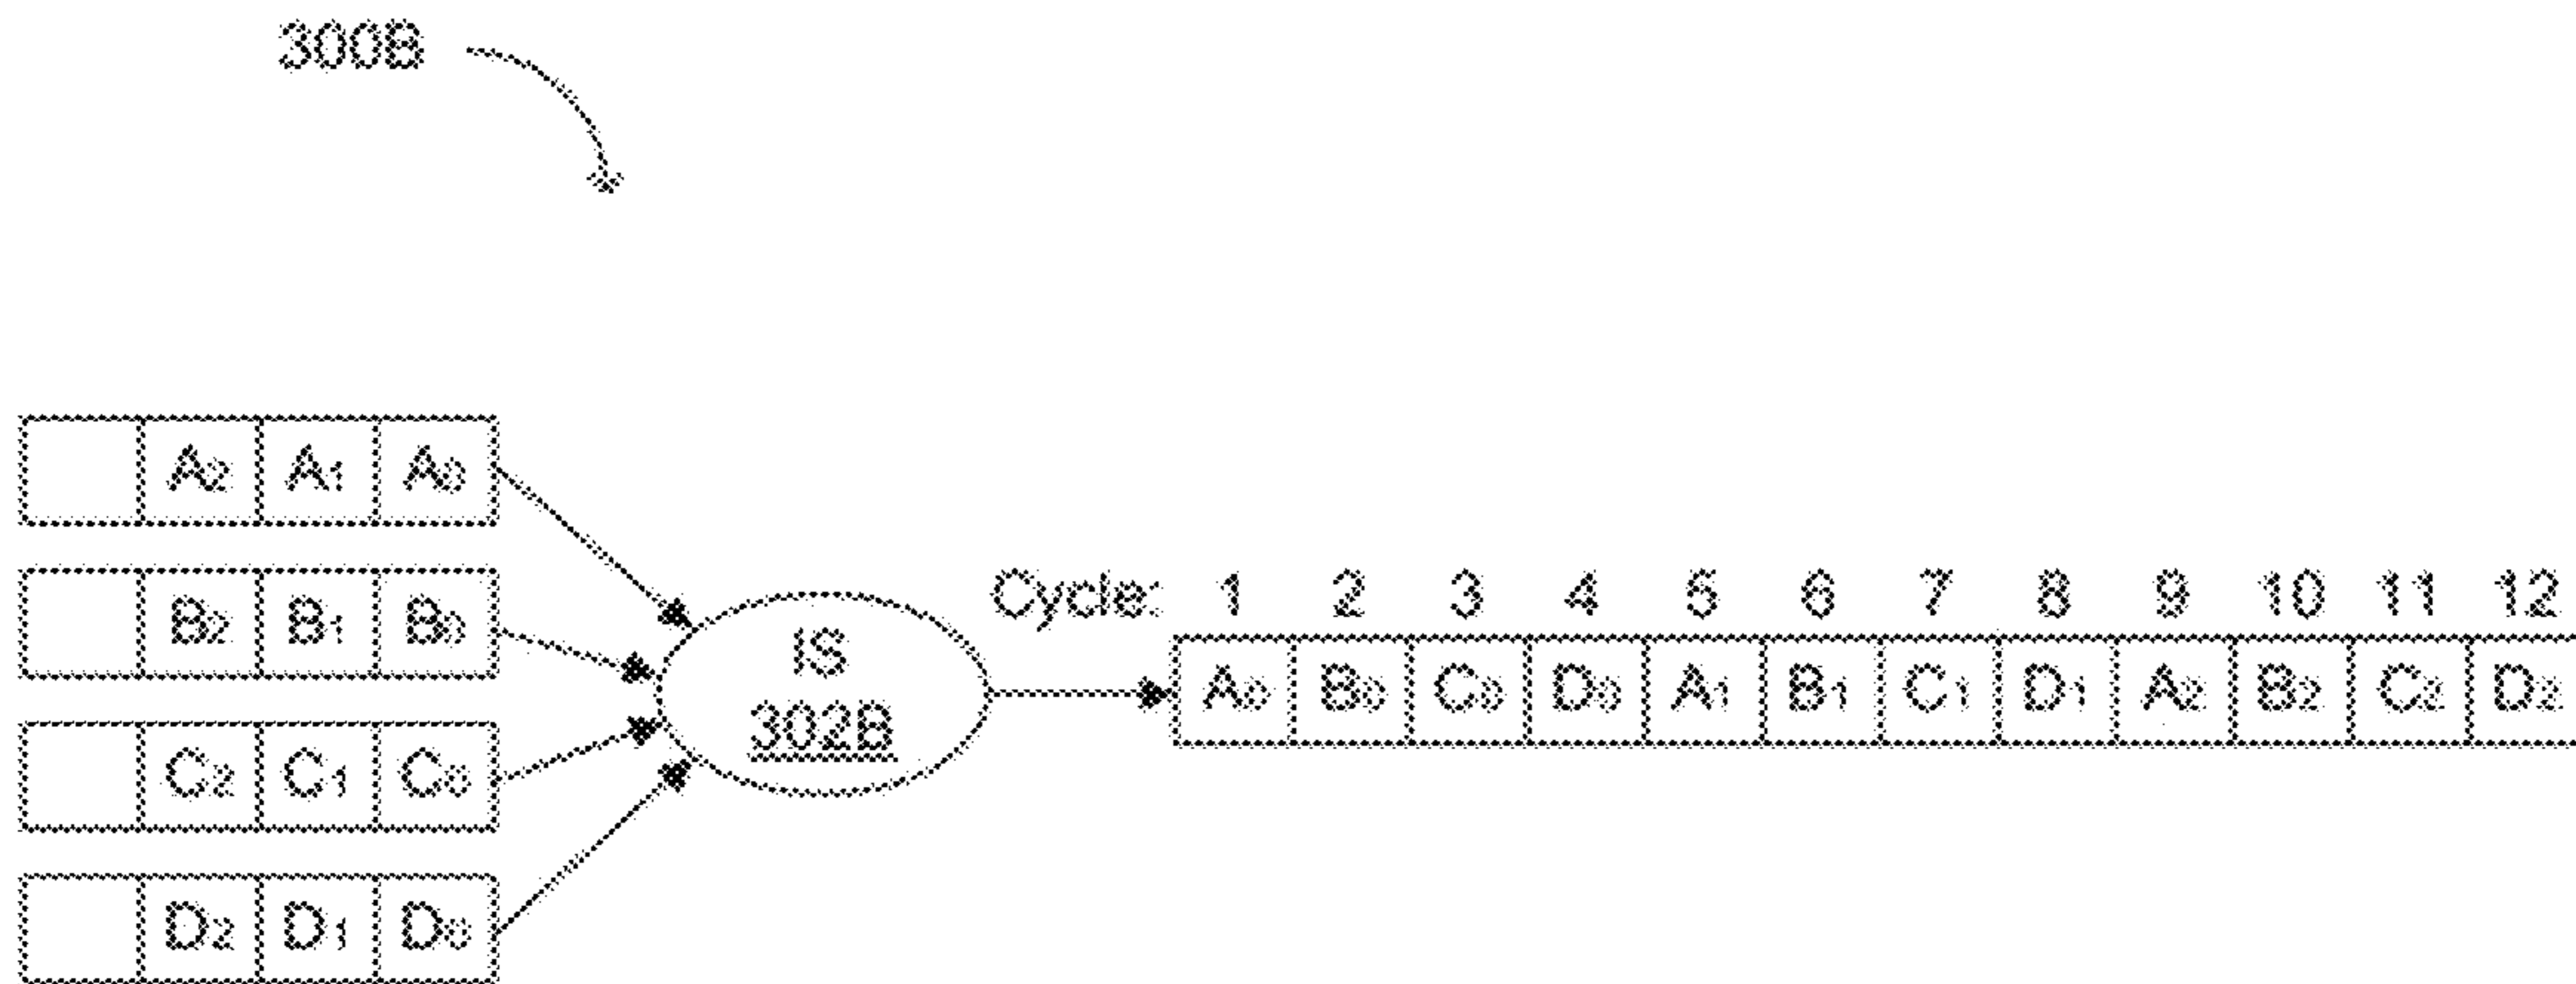 300B
A2 A1 A0
B2 B1 B0
C2 C1 C0
D2 D1 D0
IS
302B
Cycle: 1 2 3 4 5 6 7 8 9 10 11 12
A0 B0 C0 D0 A1 B1 C1 D1 A2 B2 C2 D2